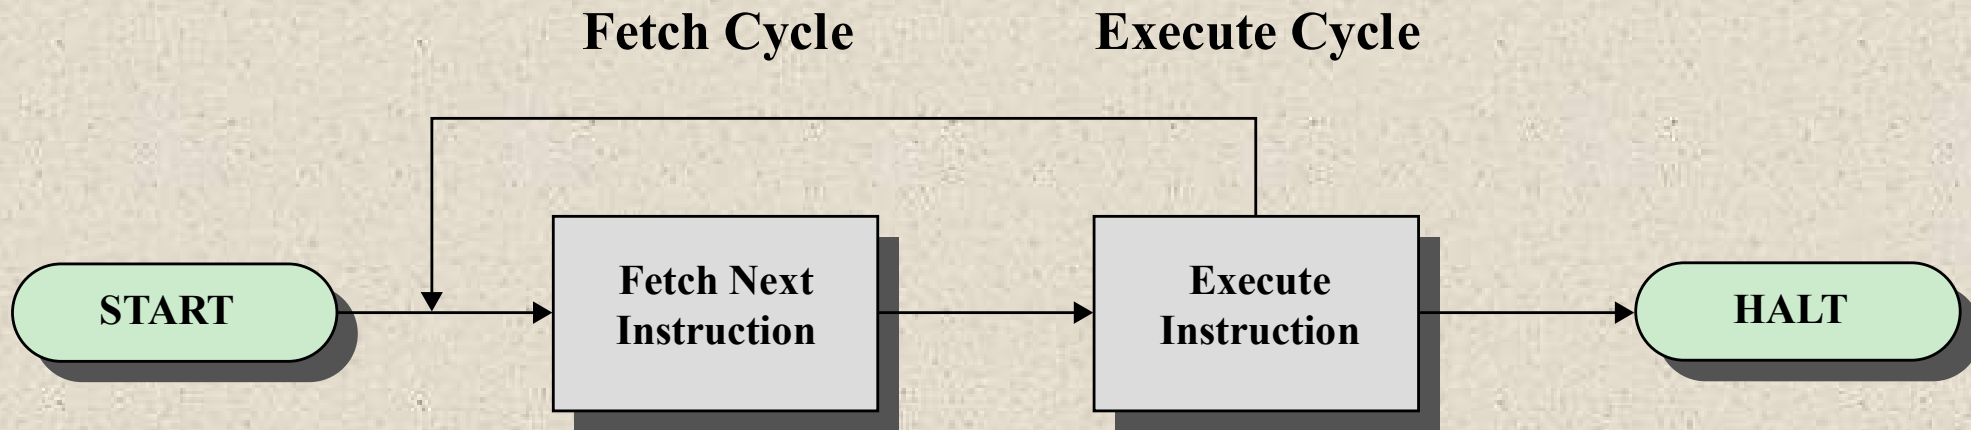 Fetch Cycle
Execute Cycle
START
Fetch Next
Instruction
Execute
Instruction
HALT